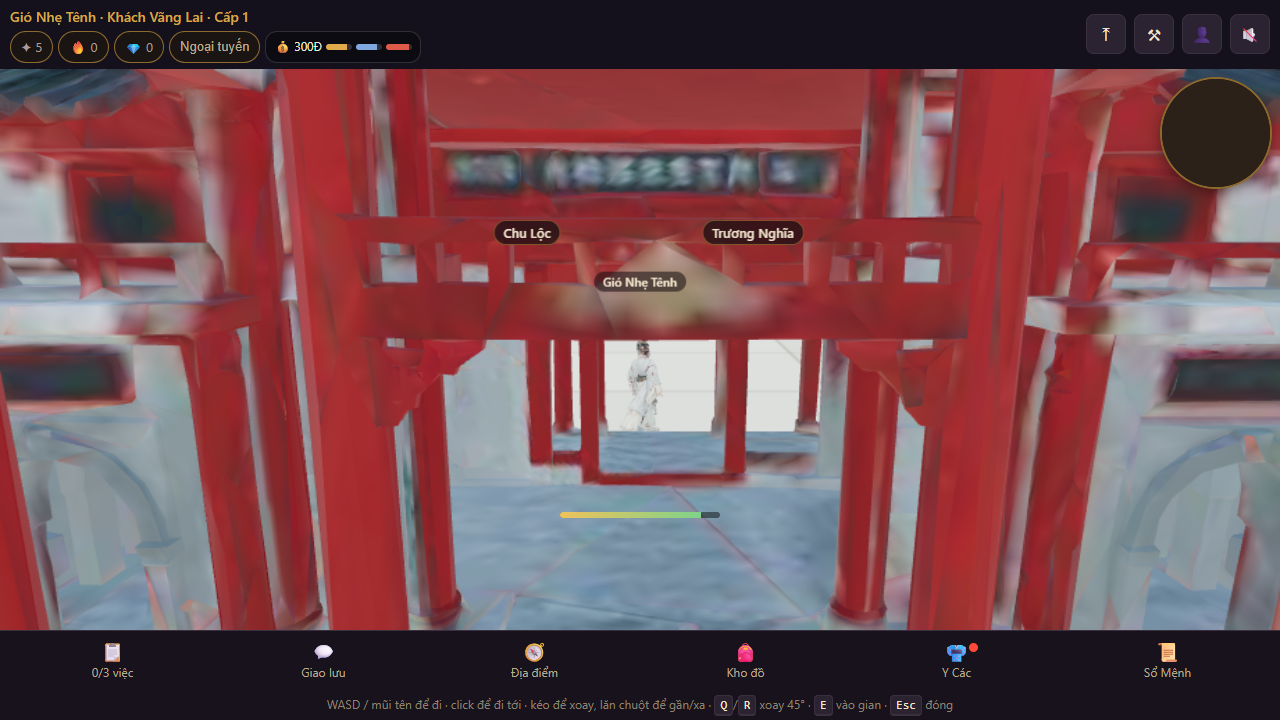 Gió Nhẹ Tênh · Khách Vãng Lai · Cấp 1
5
0
0
Ngoại tuyến
300Đ
Chu Lộc
Trương Nghĩa
Gió Nhẹ Tênh
0/3 việc
Giao lưu
Địa điểm
Kho đồ
Y Các
Sổ Mệnh
WASD / mũi tên để đi · click để đi tới · kéo để xoay, lăn chuột để gần/xa · Q / R xoay 45° · E vào gian · Esc đóng